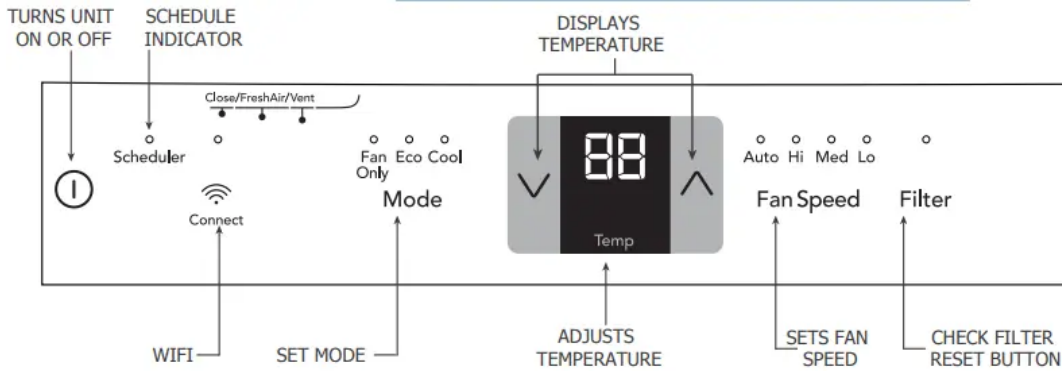 TURNS UNIT
ON OR OFF
SCHEDULE
INDICATOR
DISPLAYS
TEMPERATURE
Close/FreshAir/Vent
Scheduler
Connect
Fan
Only
Eco
Cool
Mode
88
Temp
Auto
Hi
Med
Lo
Fan Speed
Filter
WIFI
SET MODE
ADJUSTS
TEMPERATURE
SETS FAN
SPEED
CHECK FILTER
RESET BUTTON